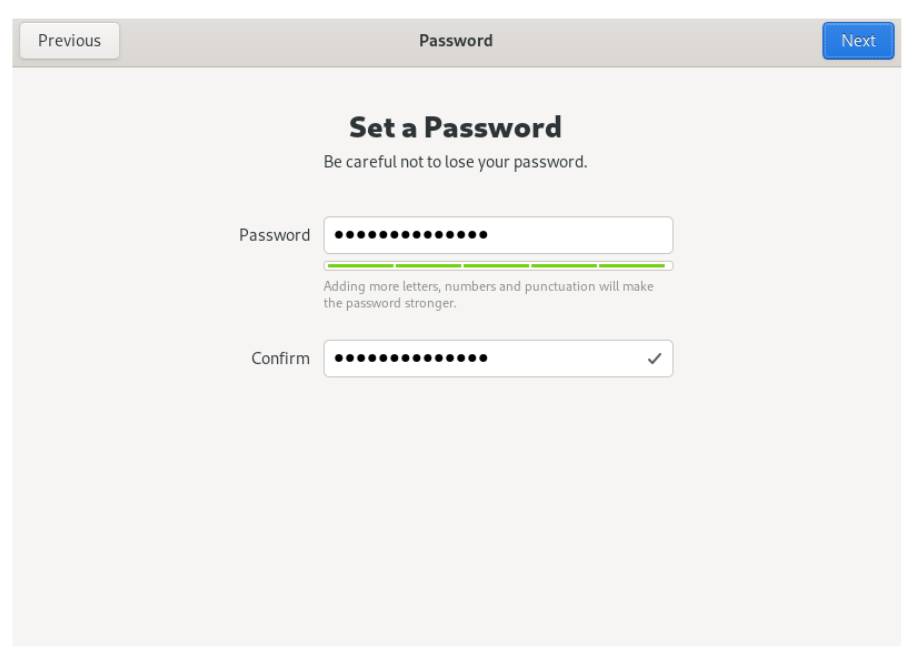 Previous
Password
Next
Set a Password
Be careful not to lose your password.
Password
●●●●●●●●●●●●●●
Adding more letters, numbers and punctuation will make
the password stronger.
Confirm
●●●●●●●●●●●●●●